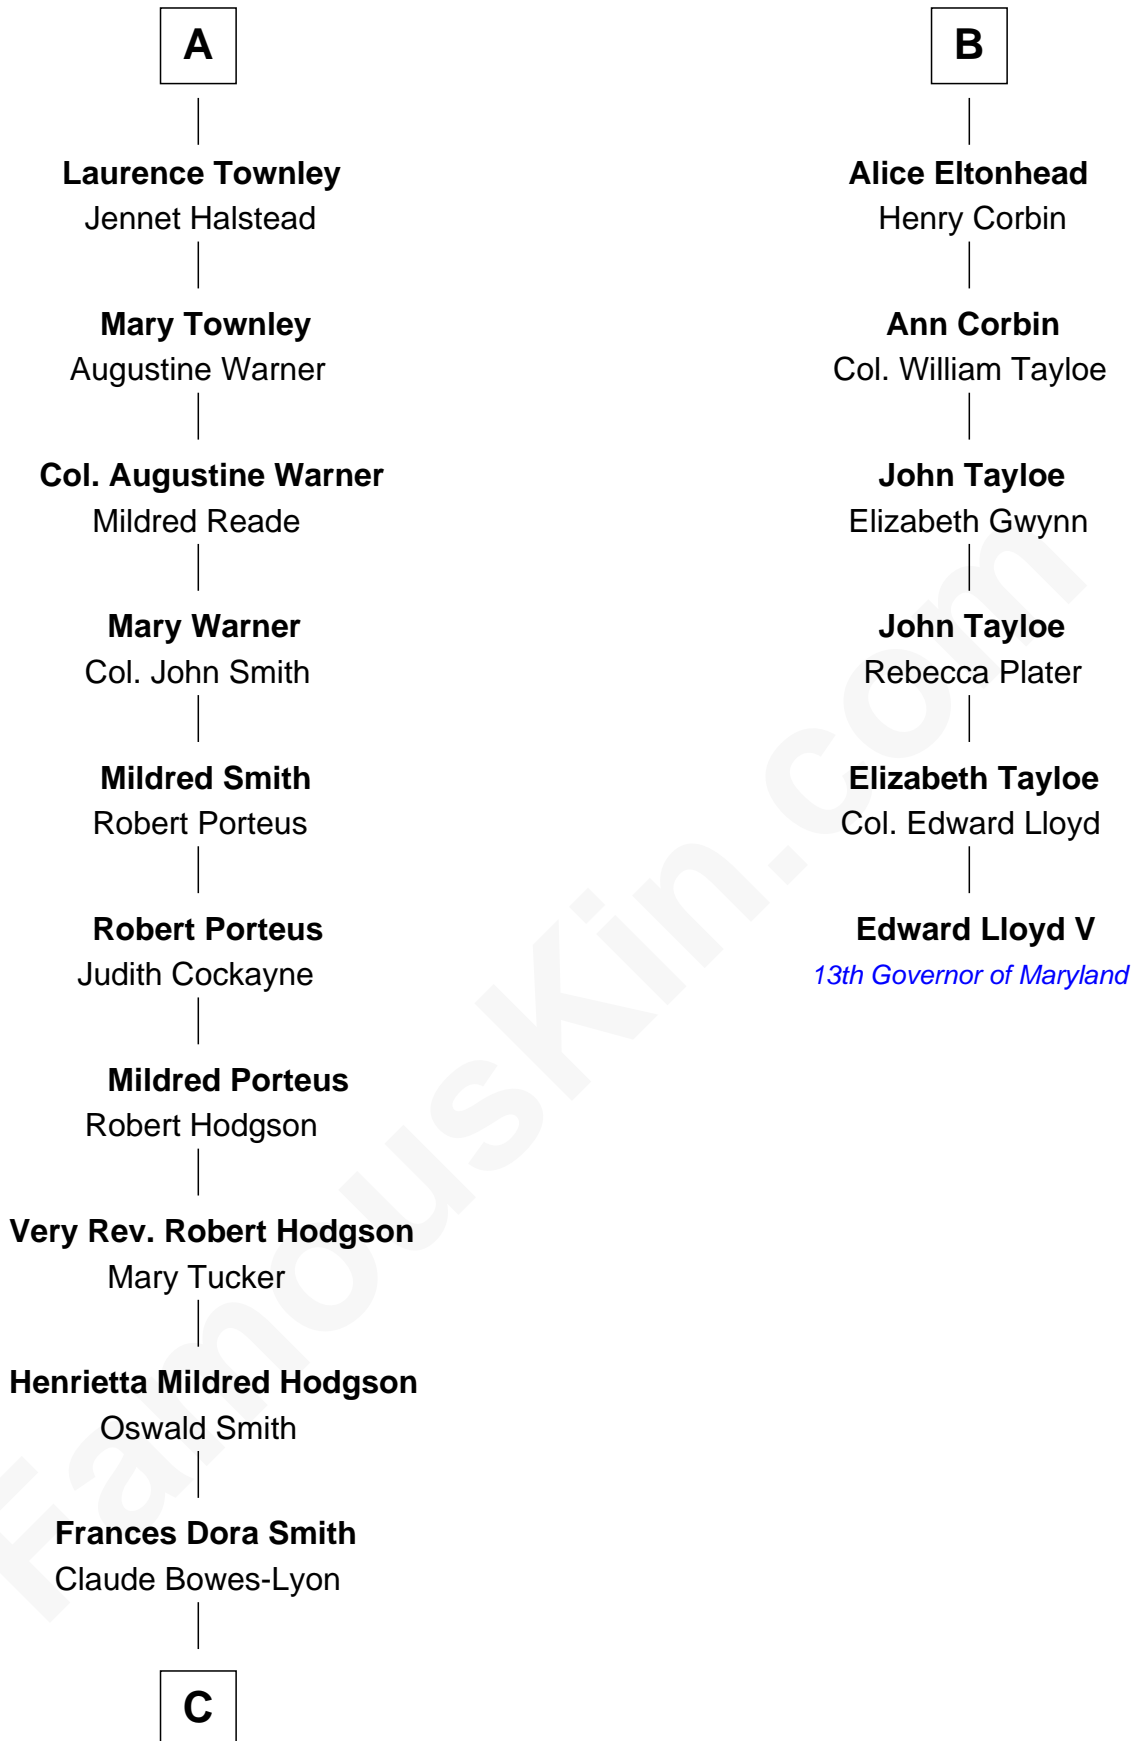 A
Laurence Townley
Jennet Halstead
Mary Townley
Augustine Warner
Col. Augustine Warner
Mildred Reade
Mary Warner
Col. John Smith
Mildred Smith
Robert Porteus
Robert Porteus
Judith Cockayne
Mildred Porteus
Robert Hodgson
Very Rev. Robert Hodgson
Mary Tucker
Henrietta Mildred Hodgson
Oswald Smith
Frances Dora Smith
Claude Bowes-Lyon
C
B
Alice Eltonhead
Henry Corbin
Ann Corbin
Col. William Tayloe
John Tayloe
Elizabeth Gwynn
John Tayloe
Rebecca Plater
Elizabeth Tayloe
Col. Edward Lloyd
Edward Lloyd V
13th Governor of Maryland
FamousKin.com